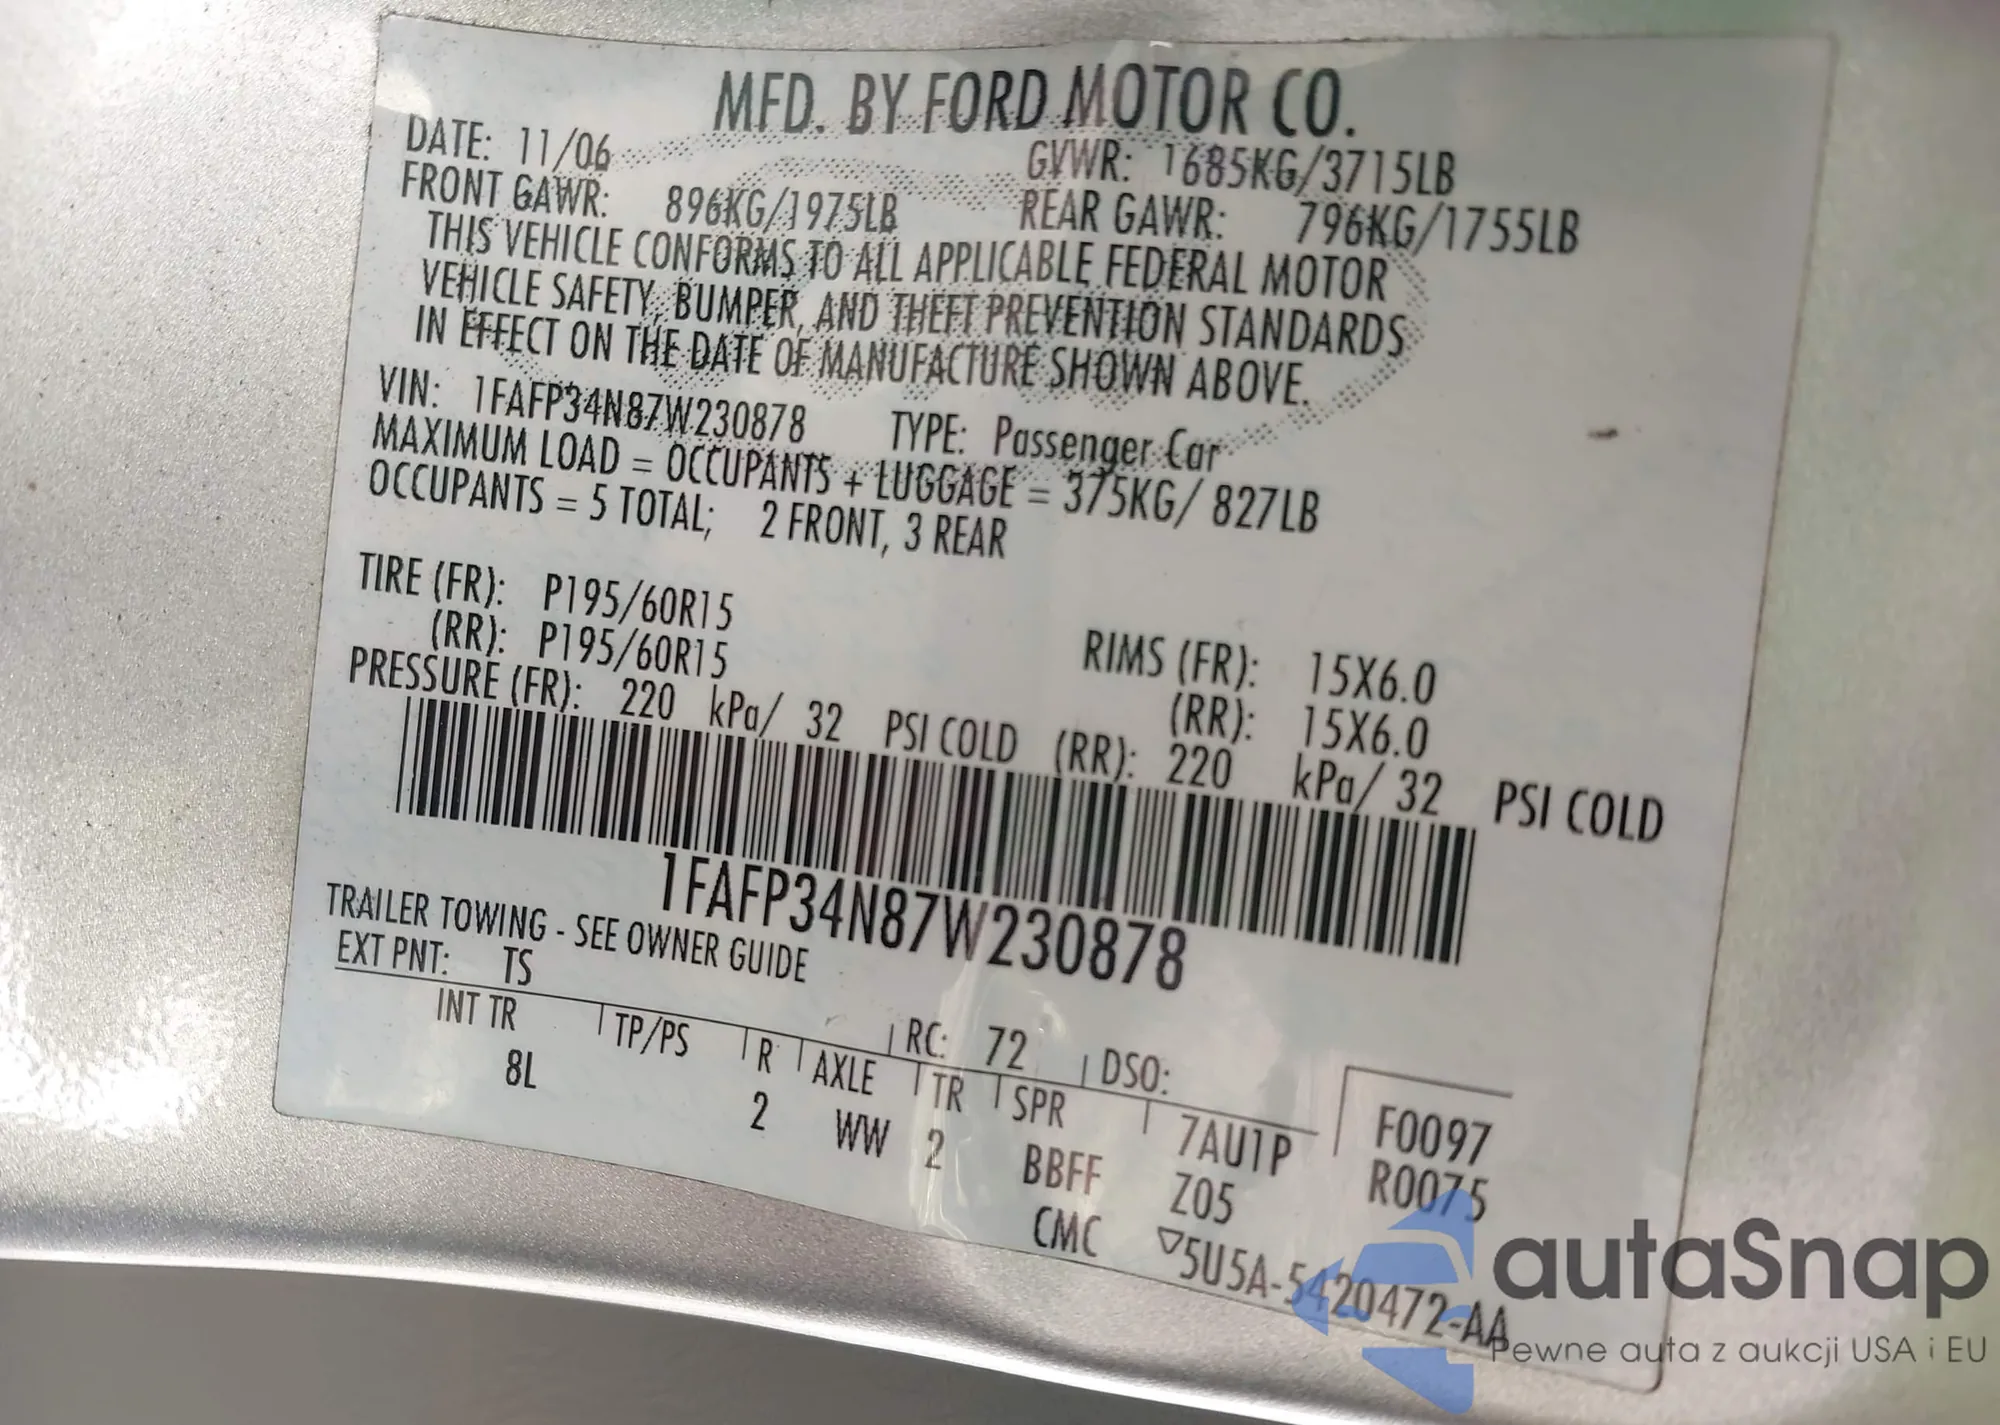 MFD. BY FORD MOTOR CO.
DATE: 11/06 GVWR: 1685KG/3715LB
FRONT GAWR: 896KG/1975LB REAR GAWR: 796KG/1755LB
THIS VEHICLE CONFORMS TO ALL APPLICABLE FEDERAL MOTOR
VEHICLE SAFETY, BUMPER, AND THEFT PREVENTION STANDARDS
IN EFFECT ON THE DATE OF MANUFACTURE SHOWN ABOVE.
VIN: 1FAFP34N87W230878 TYPE: Passenger Car
MAXIMUM LOAD = OCCUPANTS + LUGGAGE = 375KG/ 827LB
OCCUPANTS = 5 TOTAL; 2 FRONT, 3 REAR
TIRE (FR): P195/60R15 RIMS (FR): 15X6.0
(RR): P195/60R15 (RR): 15X6.0
PRESSURE (FR): 220 kPa/ 32 PSI COLD (RR): 220 kPa/ 32 PSI COLD
1FAFP34N87W230878
TRAILER TOWING - SEE OWNER GUIDE
EXT PNT: TS RC: 72 DSO:
INT TR TP/PS R AXLE TR SPR 7AU1P F0097
8L 2 WW 2 BBFF Z05 R0075
CMC ▽5U5A-5420472-AA
autaSnap
Pewne auta z aukcji USA i EU